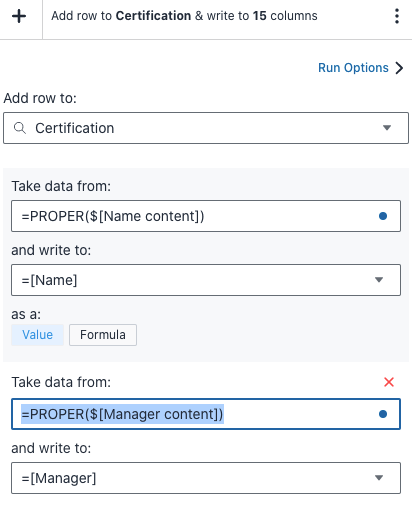 Add row to Certification & write to 15 columns
Run Options
Add row to:
Certification
Take data from:
=PROPER($[Name content])
and write to:
=[Name]
as a:
Value Formula
Take data from:
=PROPER($[Manager content])
and write to:
=[Manager]